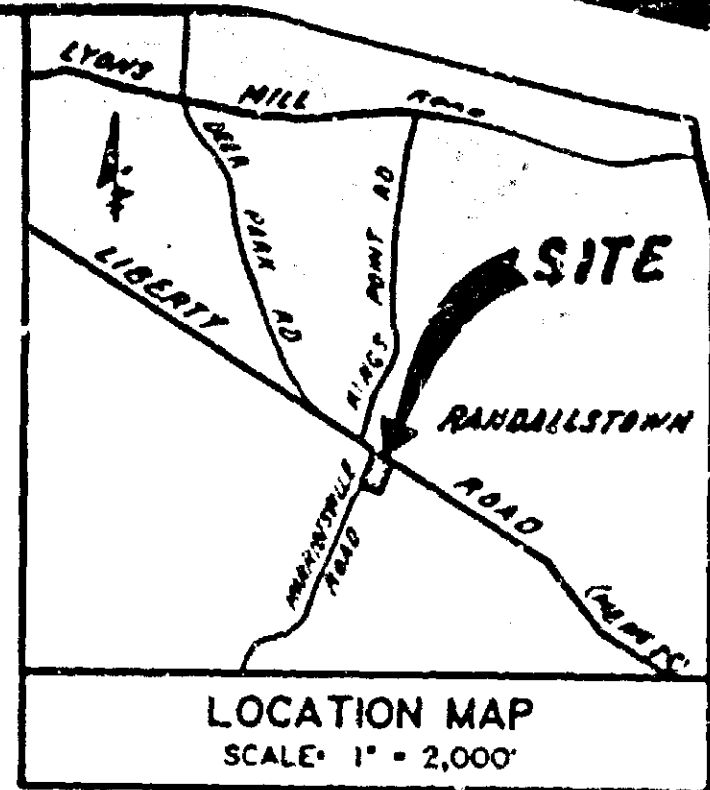 LYONS MILL ROAD
DEER PARK RD
KINGS POINT RD
LIBERTY ROAD
SITE
RANDALLSTOWN
ROAD
LOCATION MAP
SCALE: 1" = 2,000'